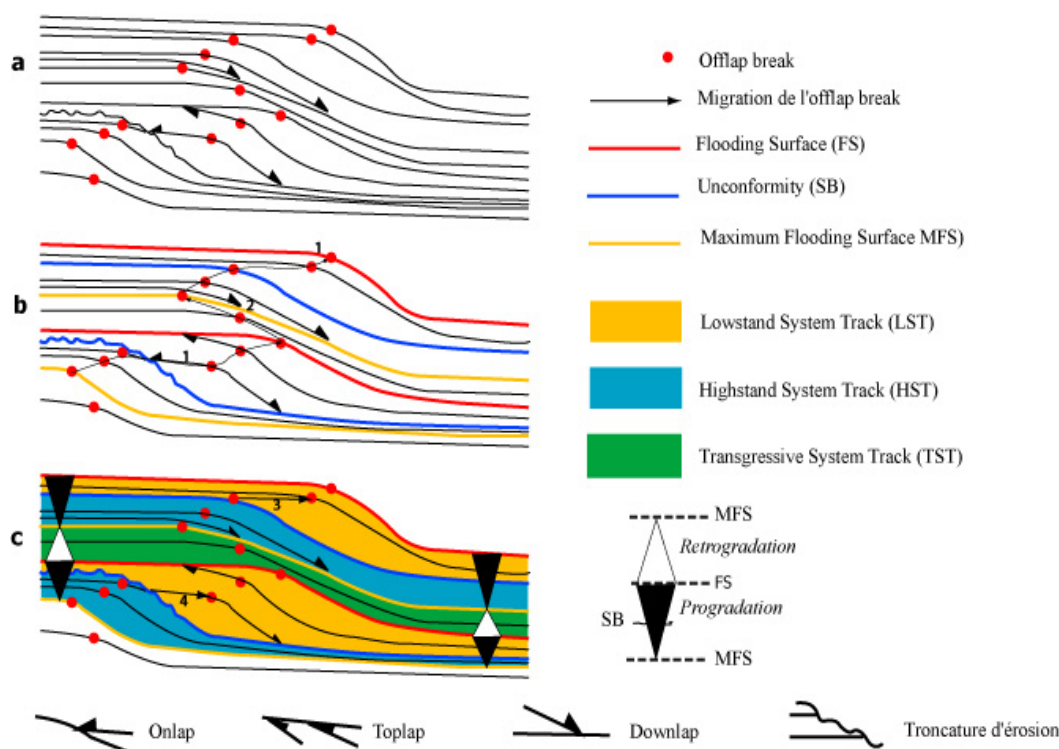 a
Offlap break
Migration de l'offlap break
Flooding Surface (FS)
Unconformity (SB)
Maximum Flooding Surface MFS)
b
1
2
1
Lowstand System Track (LST)
Highstand System Track (HST)
Transgressive System Track (TST)
c
3
4
MFS
Retrogradation
FS
Progradation
SB
MFS
Onlap
Toplap
Downlap
Troncature d'érosion